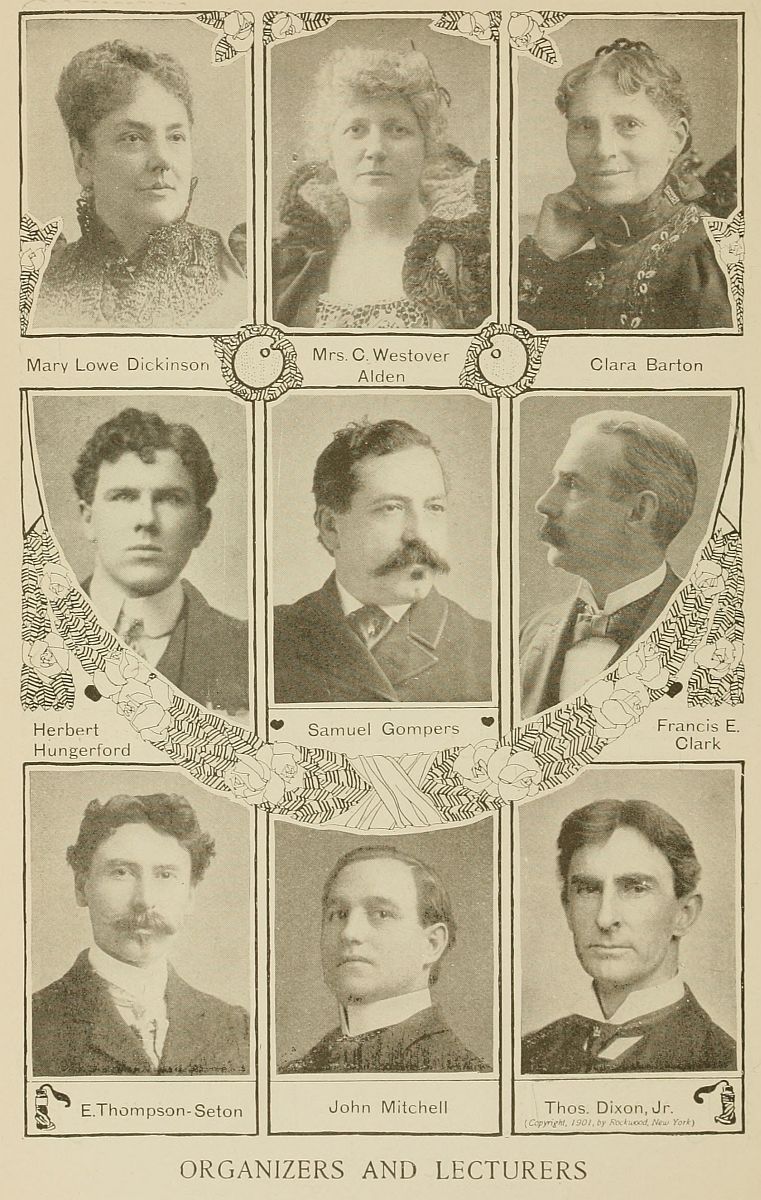 Mary Lowe Dickinson
Mrs. C. Westover
Alden
Clara Barton
Herbert
Hungerford
Samuel Gompers
Francis E.
Clark
E. Thompson-Seton
John Mitchell
Thos. Dixon, Jr.
(Copyright, 1901, by Rockwood, New York)
ORGANIZERS AND LECTURERS